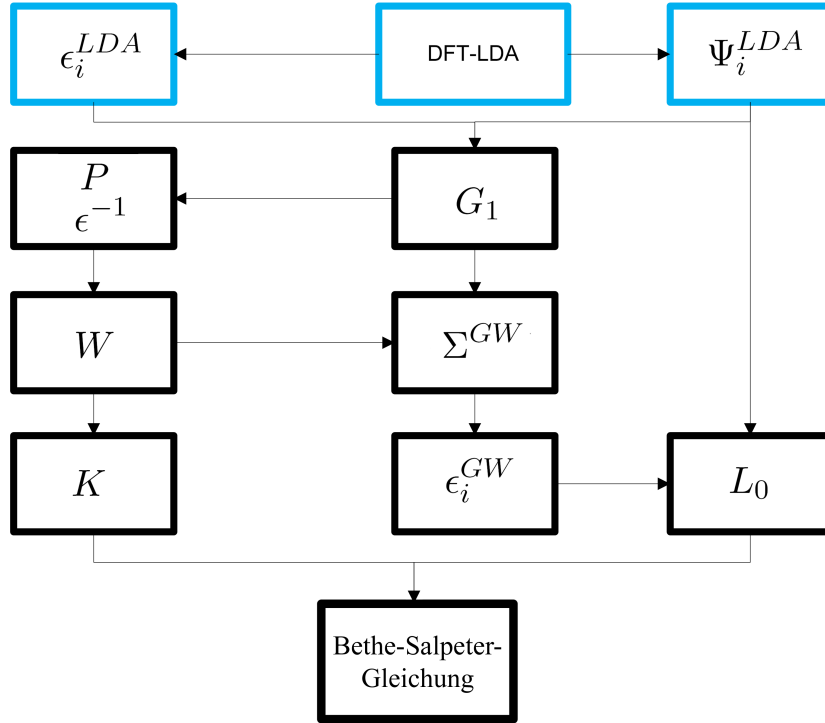 ϵ_i^{LDA}
DFT-LDA
Ψ_i^{LDA}
P
ϵ^{-1}
G_1
W
Σ^{GW}
K
ϵ_i^{GW}
L_0
Bethe-Salpeter-
Gleichung